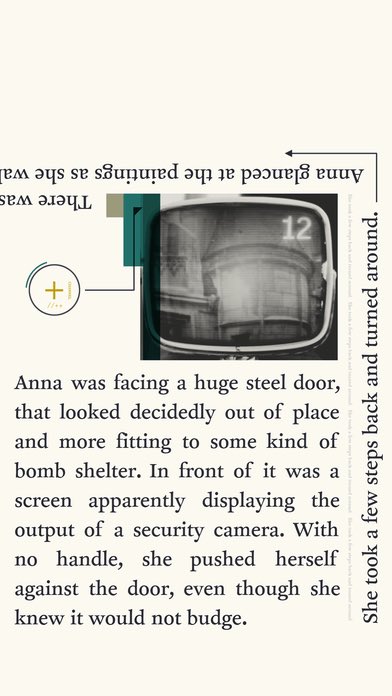 Anna was facing a huge steel door,
that looked decidedly out of place
and more fitting to some kind of
bomb shelter. In front of it was a
screen apparently displaying the
output of a security camera. With
no handle, she pushed herself
against the door, even though she
knew it would not budge.
She took a few steps back and turned around.
Anna glanced at the paintings as she wal
There was
12